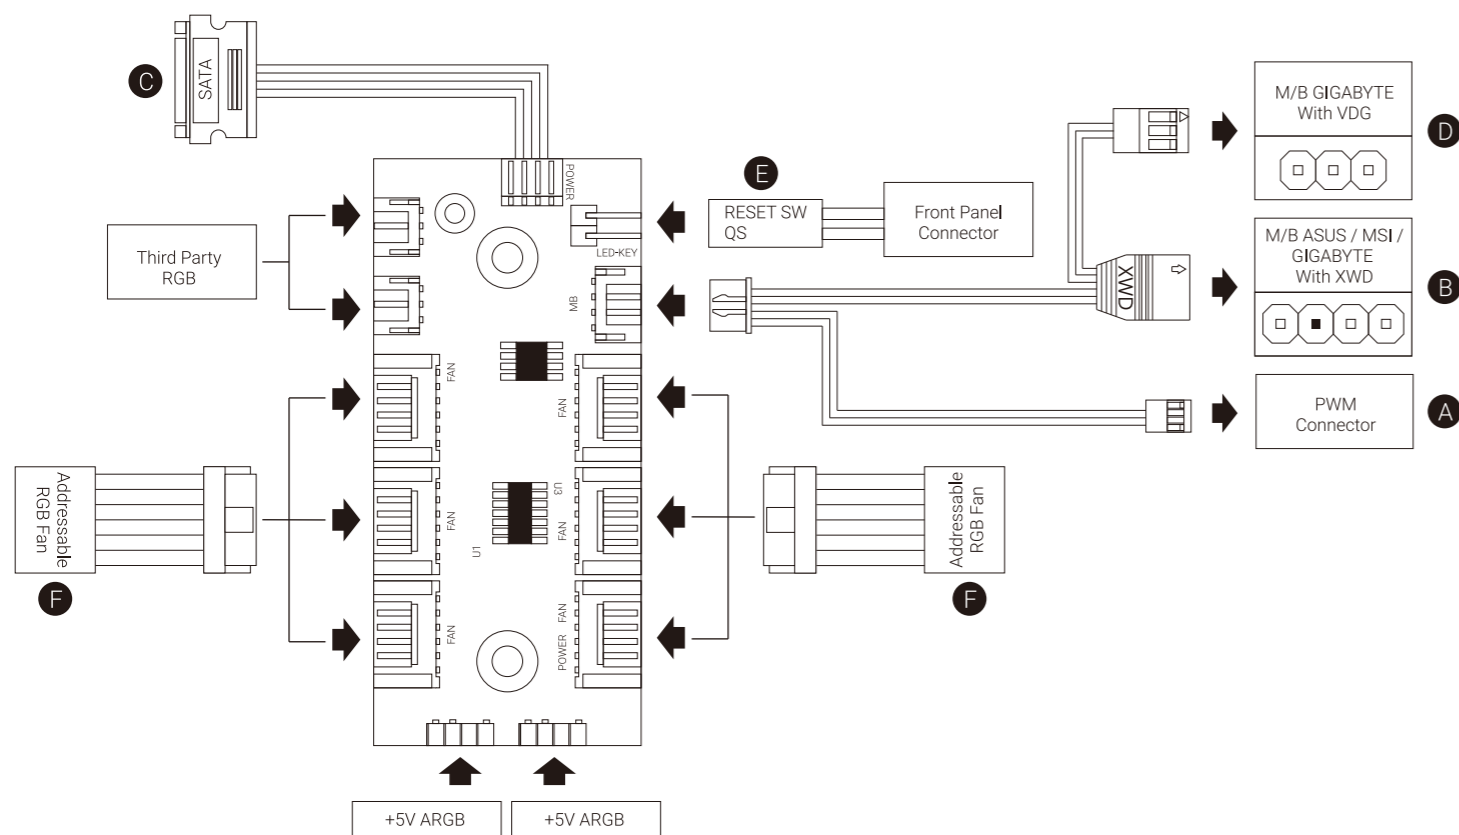 C
SATA
M/B GIGABYTE
With VDG
D
POWER
E
RESET SW
QS
Front Panel
Connector
LED-KEY
M/B ASUS / MSI /
GIGABYTE
With XWD
B
Third Party
RGB
MB
XWD
FAN
FAN
PWM
Connector
A
Addressable
RGB Fan
F
FAN
U1
U3
FAN
Addressable
RGB Fan
F
FAN
FAN
POWER
+5V ARGB
+5V ARGB